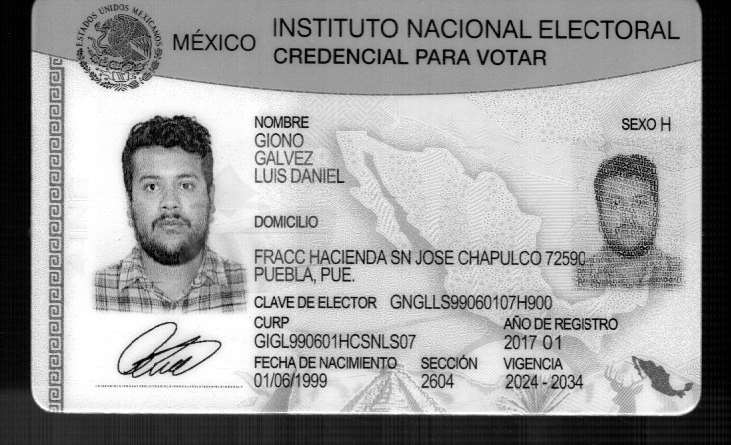 ESTADOS UNIDOS MEXICANOS
MÉXICO INSTITUTO NACIONAL ELECTORAL
CREDENCIAL PARA VOTAR
NOMBRE SEXO H
GIONO
GALVEZ
LUIS DANIEL
DOMICILIO
FRACC HACIENDA SN JOSE CHAPULCO 72590
PUEBLA, PUE.
CLAVE DE ELECTOR GNGLLS99060107H900
CURP AÑO DE REGISTRO
GIGL990601HCSNLS07 2017 01
FECHA DE NACIMIENTO SECCIÓN VIGENCIA
01/06/1999 2604 2024 - 2034